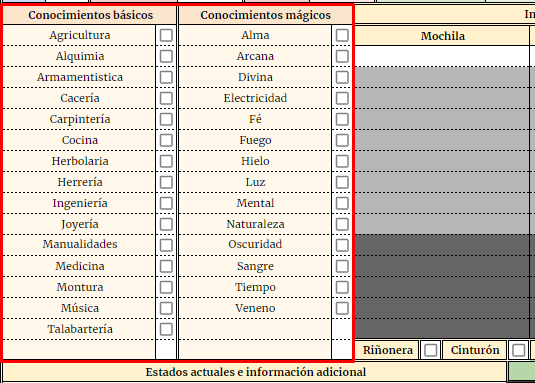 Conocimientos básicos
Agricultura
Alquimia
Armamentistica
Cacería
Carpintería
Cocina
Herbolaria
Herrería
Ingeniería
Joyería
Manualidades
Medicina
Montura
Música
Talabartería
Conocimientos mágicos
Alma
Arcana
Divina
Electricidad
Fé
Fuego
Hielo
Luz
Mental
Naturaleza
Oscuridad
Sangre
Tiempo
Veneno
In
Mochila
Riñonera
Cinturón
Estados actuales e información adicional